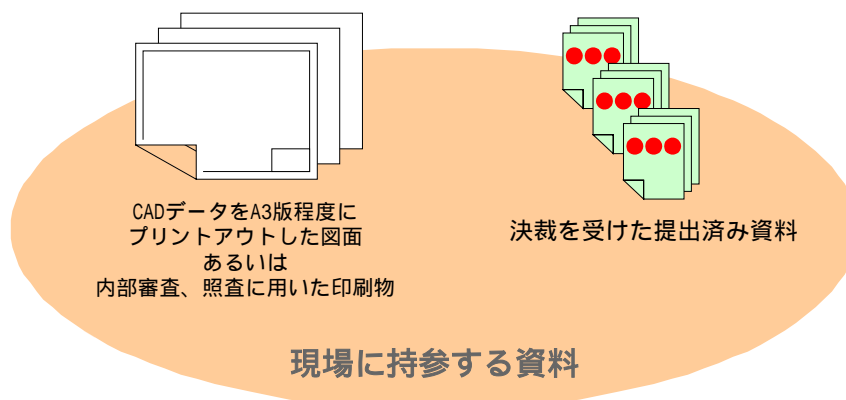 CADデータをA3版程度に
プリントアウトした図面
あるいは
内部審査、照査に用いた印刷物
決裁を受けた提出済み資料
現場に持参する資料